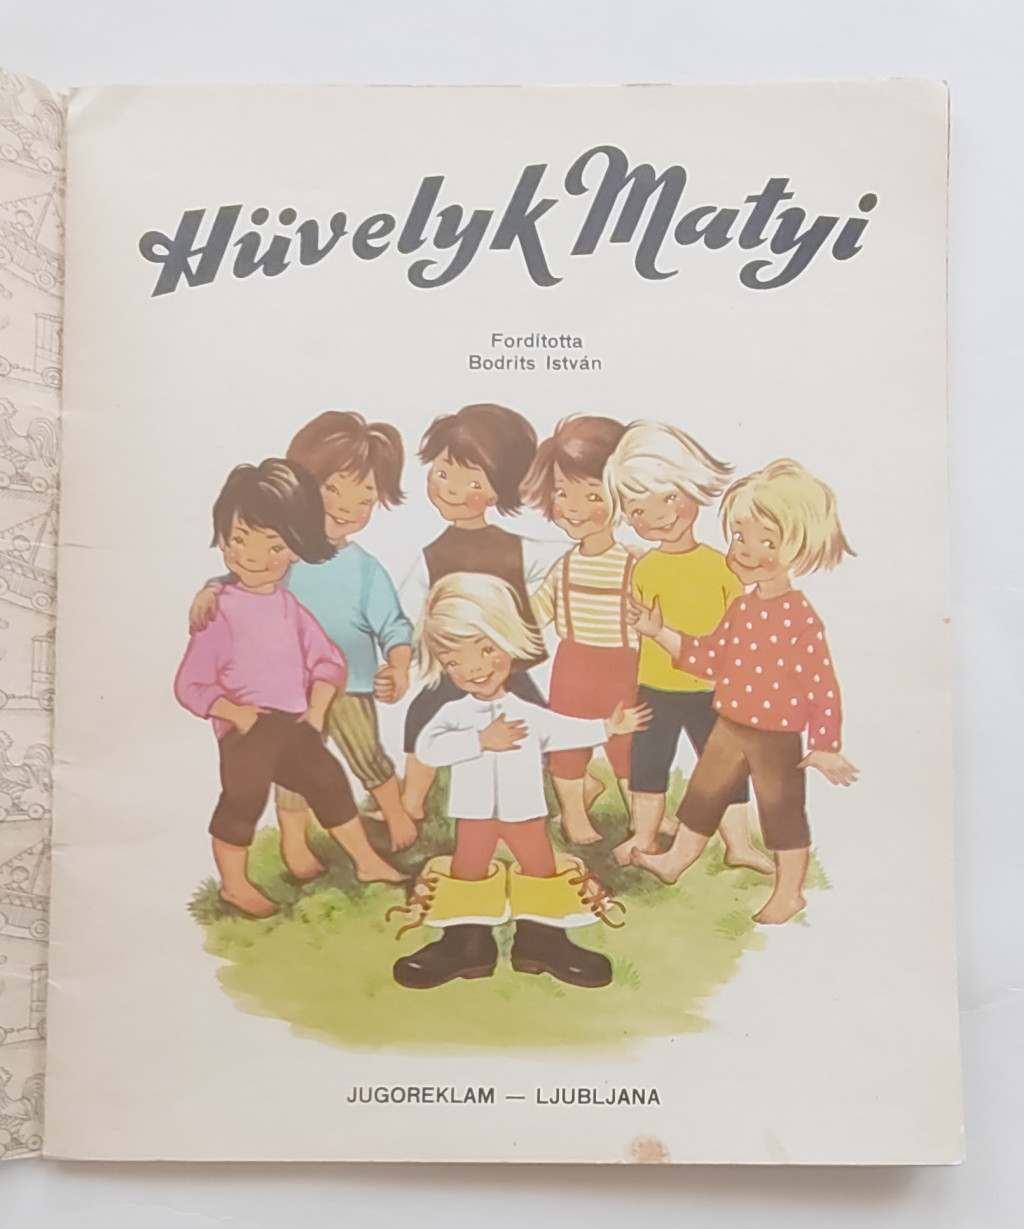 Hüvelyk Matyi
Fordította
Bodrits István
JUGOREKLAM — LJUBLJANA